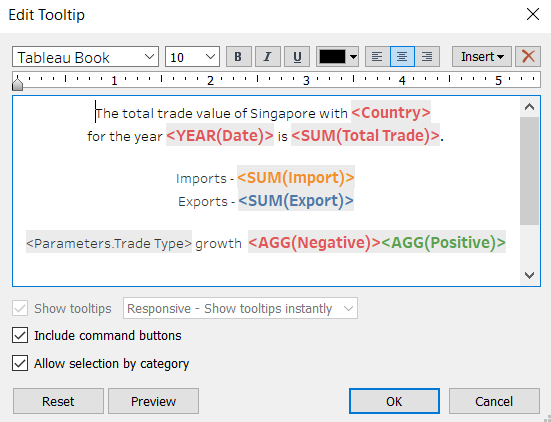 Edit Tooltip
Tableau Book 10 B I U Insert
1 2 3 4 5
The total trade value of Singapore with <Country>
for the year <YEAR(Date)> is <SUM(Total Trade)>.
Imports - <SUM(Import)>
Exports - <SUM(Export)>
<Parameters.Trade Type> growth <AGG(Negative)><AGG(Positive)>
Show tooltips Responsive - Show tooltips instantly
Include command buttons
Allow selection by category
Reset Preview OK Cancel